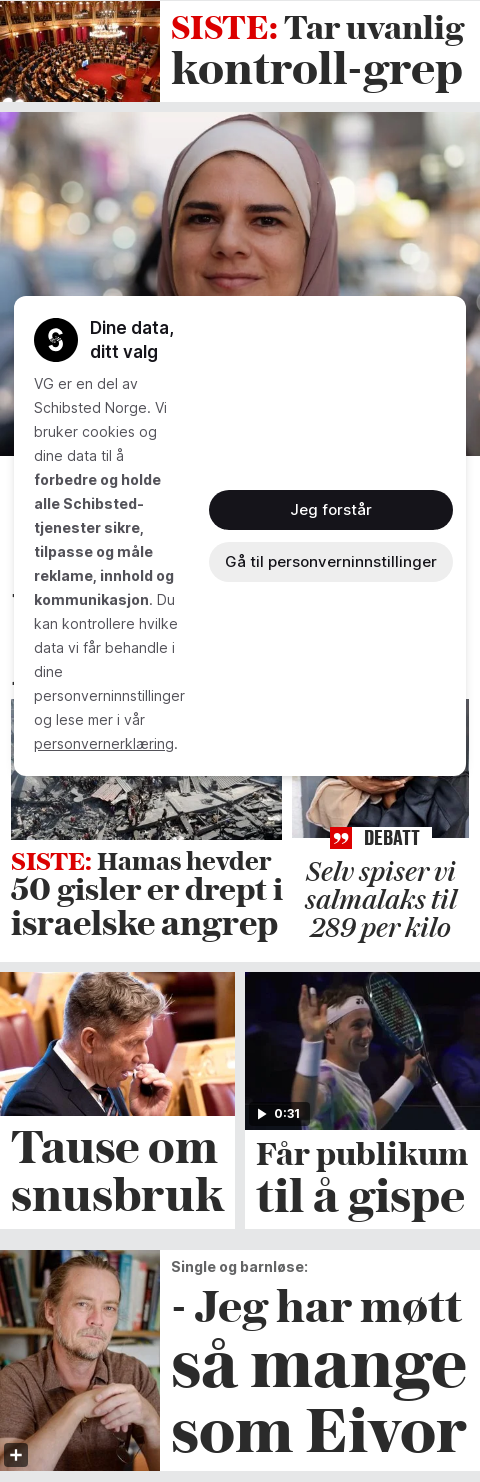 SISTE: Tar uvanlig
kontroll-grep
Dine data,
ditt valg
VG er en del av
Schibsted Norge. Vi
bruker cookies og
dine data til å
forbedre og holde
alle Schibsted-
tjenester sikre,
tilpasse og måle
reklame, innhold og
kommunikasjon. Du
kan kontrollere hvilke
data vi får behandle i
dine
personverninnstillinger
og lese mer i vår
personvernerklæring.
Jeg forstår
Gå til personverninnstillinger
SISTE: Hamas hevder
50 gisler er drept i
israelske angrep
DEBATT
Selv spiser vi
salmalaks til
289 per kilo
Tause om
snusbruk
0:31
Får publikum
til å gispe
Single og barnløse:
- Jeg har møtt
så mange
som Eivor